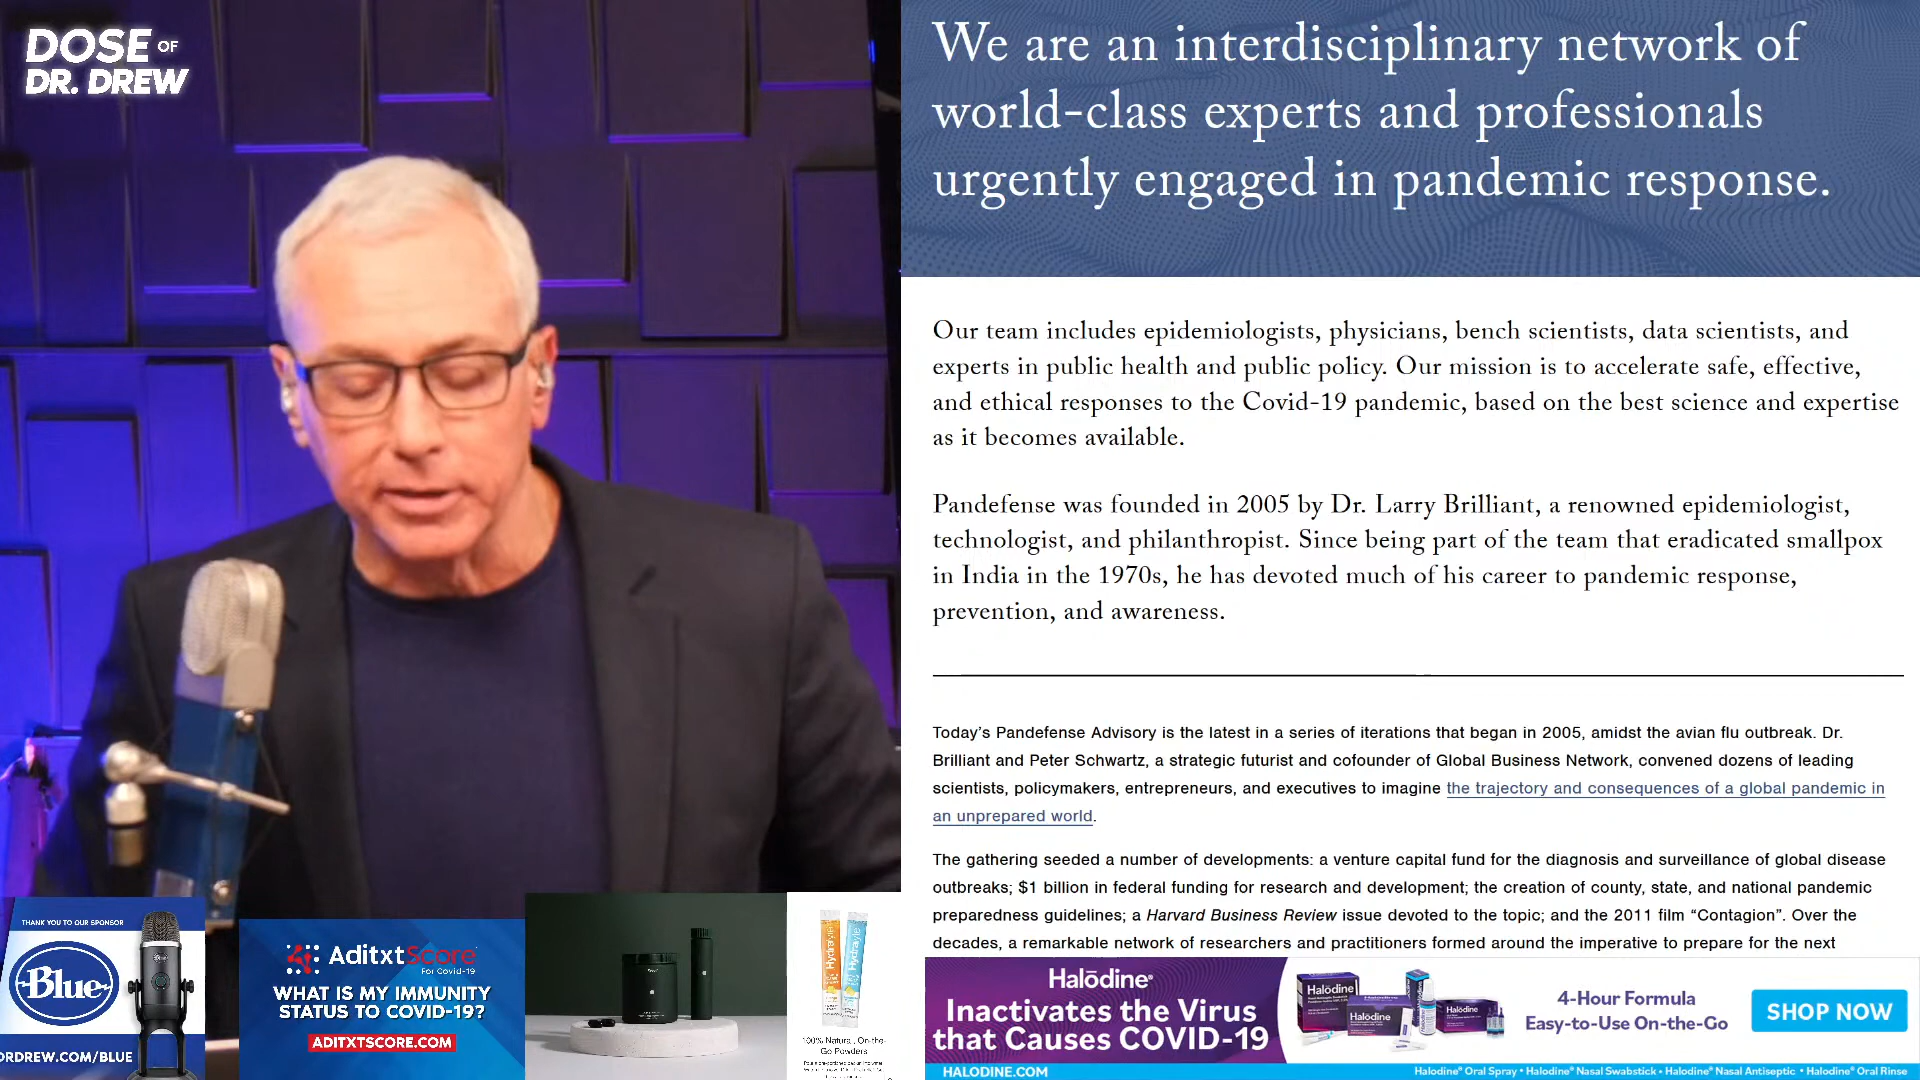 DOSE OF
DR. DREW
We are an interdisciplinary network of
world-class experts and professionals
urgently engaged in pandemic response.
Our team includes epidemiologists, physicians, bench scientists, data scientists, and
experts in public health and public policy. Our mission is to accelerate safe, effective,
and ethical responses to the Covid-19 pandemic, based on the best science and expertise
as it becomes available.
Pandefense was founded in 2005 by Dr. Larry Brilliant, a renowned epidemiologist,
technologist, and philanthropist. Since being part of the team that eradicated smallpox
in India in the 1970s, he has devoted much of his career to pandemic response,
prevention, and awareness.
Today’s Pandefense Advisory is the latest in a series of iterations that began in 2005, amidst the avian flu outbreak. Dr.
Brilliant and Peter Schwartz, a strategic futurist and cofounder of Global Business Network, convened dozens of leading
scientists, policymakers, entrepreneurs, and executives to imagine the trajectory and consequences of a global pandemic in
an unprepared world.
The gathering seeded a number of developments: a venture capital fund for the diagnosis and surveillance of global disease
outbreaks; $1 billion in federal funding for research and development; the creation of county, state, and national pandemic
preparedness guidelines; a Harvard Business Review issue devoted to the topic; and the 2011 film “Contagion”. Over the
decades, a remarkable network of researchers and practitioners formed around the imperative to prepare for the next
THANK YOU TO OUR SPONSOR
Blue
DRDREW.COM/BLUE
AditxtScore
For Covid-19
WHAT IS MY IMMUNITY
STATUS TO COVID-19?
ADITXTSCORE.COM
Hydralyte
Hydralyte
100% Natural, On-the-
Go Powders
Halōdine®
Inactivates the Virus
that Causes COVID-19
HALODINE.COM
Halōdine
Halōdine
Halōdine
4-Hour Formula
Easy-to-Use On-the-Go
SHOP NOW
Halodine® Oral Spray • Halodine® Nasal Swabstick • Halodine® Nasal Antiseptic • Halodine® Oral Rinse